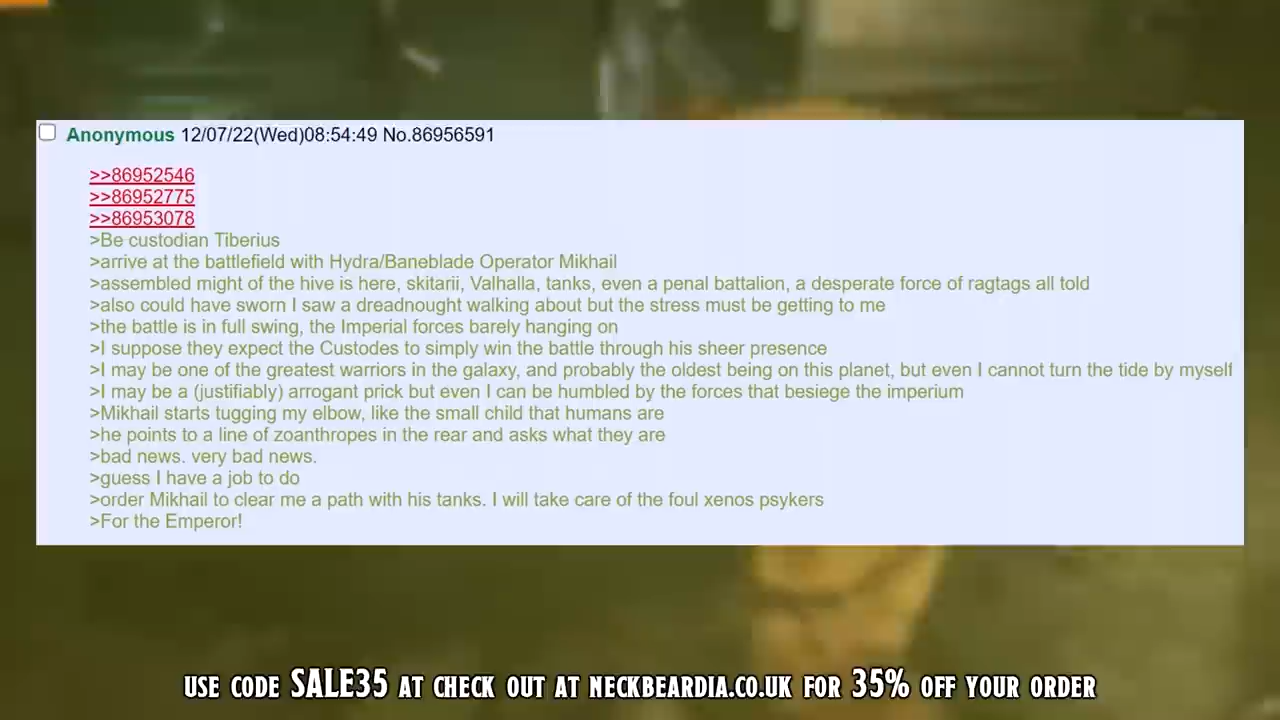 Anonymous 12/07/22(Wed)08:54:49 No.86956591
>>86952546
>>86952775
>>86953078
>Be custodian Tiberius
>arrive at the battlefield with Hydra/Baneblade Operator Mikhail
>assembled might of the hive is here, skitarii, Valhalla, tanks, even a penal battalion, a desperate force of ragtags all told
>also could have sworn I saw a dreadnought walking about but the stress must be getting to me
>the battle is in full swing, the Imperial forces barely hanging on
>I suppose they expect the Custodes to simply win the battle through his sheer presence
>I may be one of the greatest warriors in the galaxy, and probably the oldest being on this planet, but even I cannot turn the tide by myself
>I may be a (justifiably) arrogant prick but even I can be humbled by the forces that besiege the imperium
>Mikhail starts tugging my elbow, like the small child that humans are
>he points to a line of zoanthropes in the rear and asks what they are
>bad news. very bad news.
>guess I have a job to do
>order Mikhail to clear me a path with his tanks. I will take care of the foul xenos psykers
>For the Emperor!
USE CODE SALE35 AT CHECK OUT AT NECKBEARDIA.CO.UK FOR 35% OFF YOUR ORDER